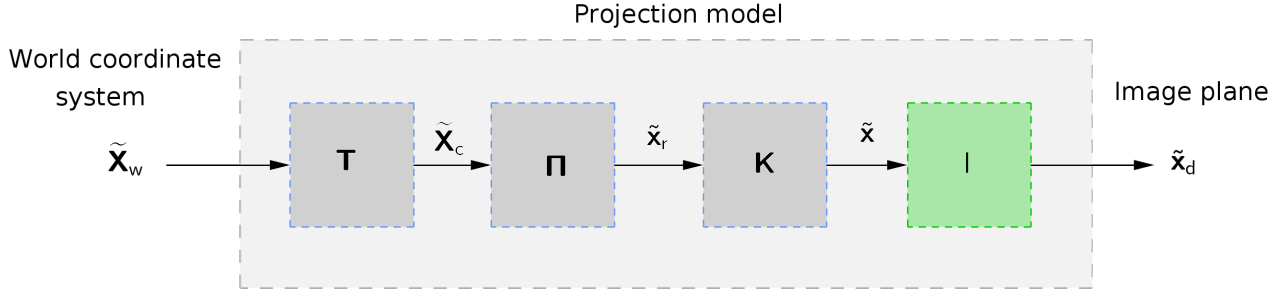 Projection model
World coordinate
system
Image plane
X̃w
T
X̃c
Π
x̃r
K
x̃
I
x̃d